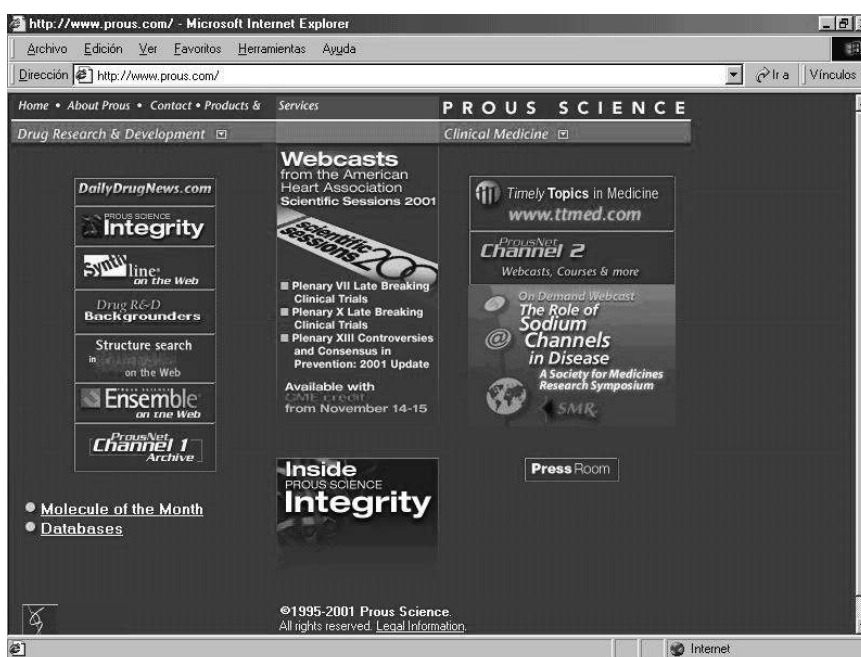 http://www.prous.com/ - Microsoft Internet Explorer
Archivo Edición Ver Favoritos Herramientas Ayuda
Dirección http://www.prous.com/ Ir a Vínculos
Home • About Prous • Contact • Products & Services
PROUS SCIENCE
Drug Research & Development
Clinical Medicine
DailyDrugNews.com
PROUS SCIENCE
Integrity
Synthline
on the Web
Drug R&D
Backgrounders
Structure search
in
on the Web
Ensemble
on the Web
ProusNet
Channel 1
Archive
Molecule of the Month
Databases
Webcasts
from the American
Heart Association
Scientific Sessions 2001
scientific
sessions 200
Plenary VII Late Breaking
Clinical Trials
Plenary X Late Breaking
Clinical Trials
Plenary XIII Controversies
and Consensus in
Prevention: 2001 Update
Available with
CME credit
from November 14-15
Inside
PROUS SCIENCE
Integrity
Timely Topics in Medicine
www.ttmed.com
ProusNet
Channel 2
Webcasts, Courses & more
On Demand Webcast
The Role of
Sodium
Channels
in Disease
A Society for Medicines
Research Symposium
SMR
Press Room
©1995-2001 Prous Science.
All rights reserved. Legal Information.
Internet